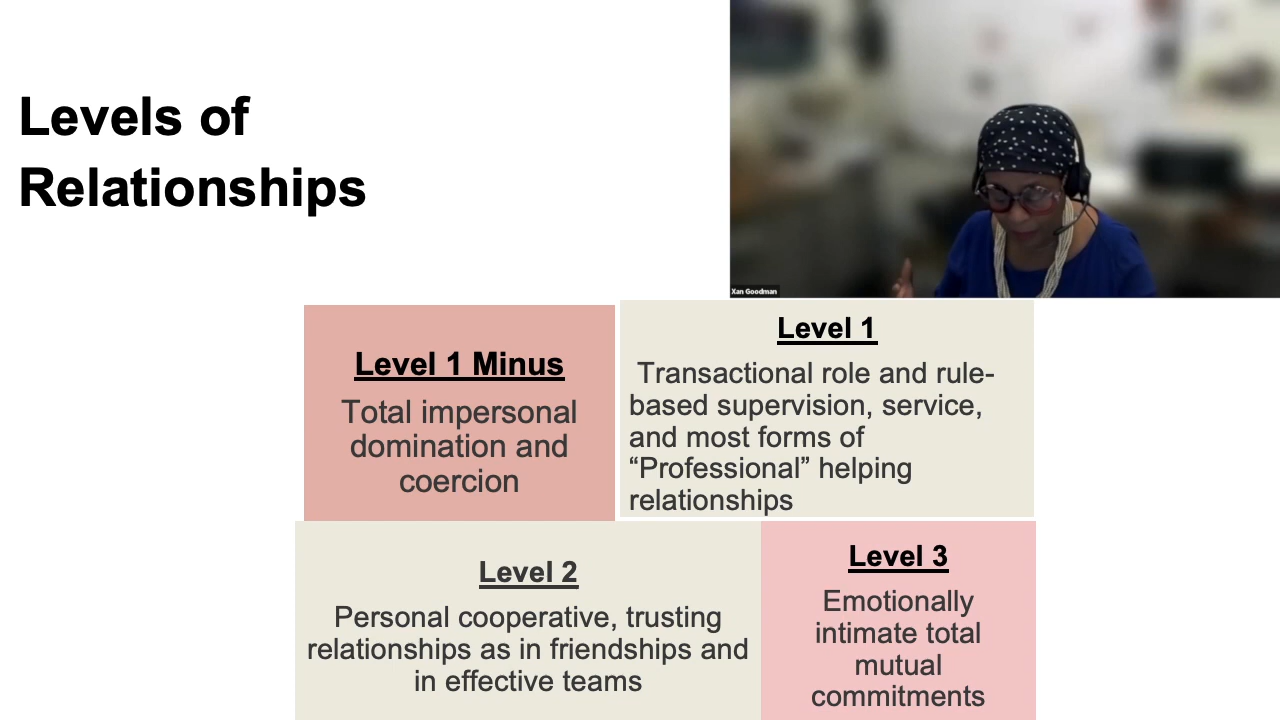 Levels of
Relationships
Xan Goodman
Level 1 Minus
Total impersonal
domination and
coercion
Level 1
Transactional role and rule-
based supervision, service,
and most forms of
“Professional” helping
relationships
Level 2
Personal cooperative, trusting
relationships as in friendships and
in effective teams
Level 3
Emotionally
intimate total
mutual
commitments